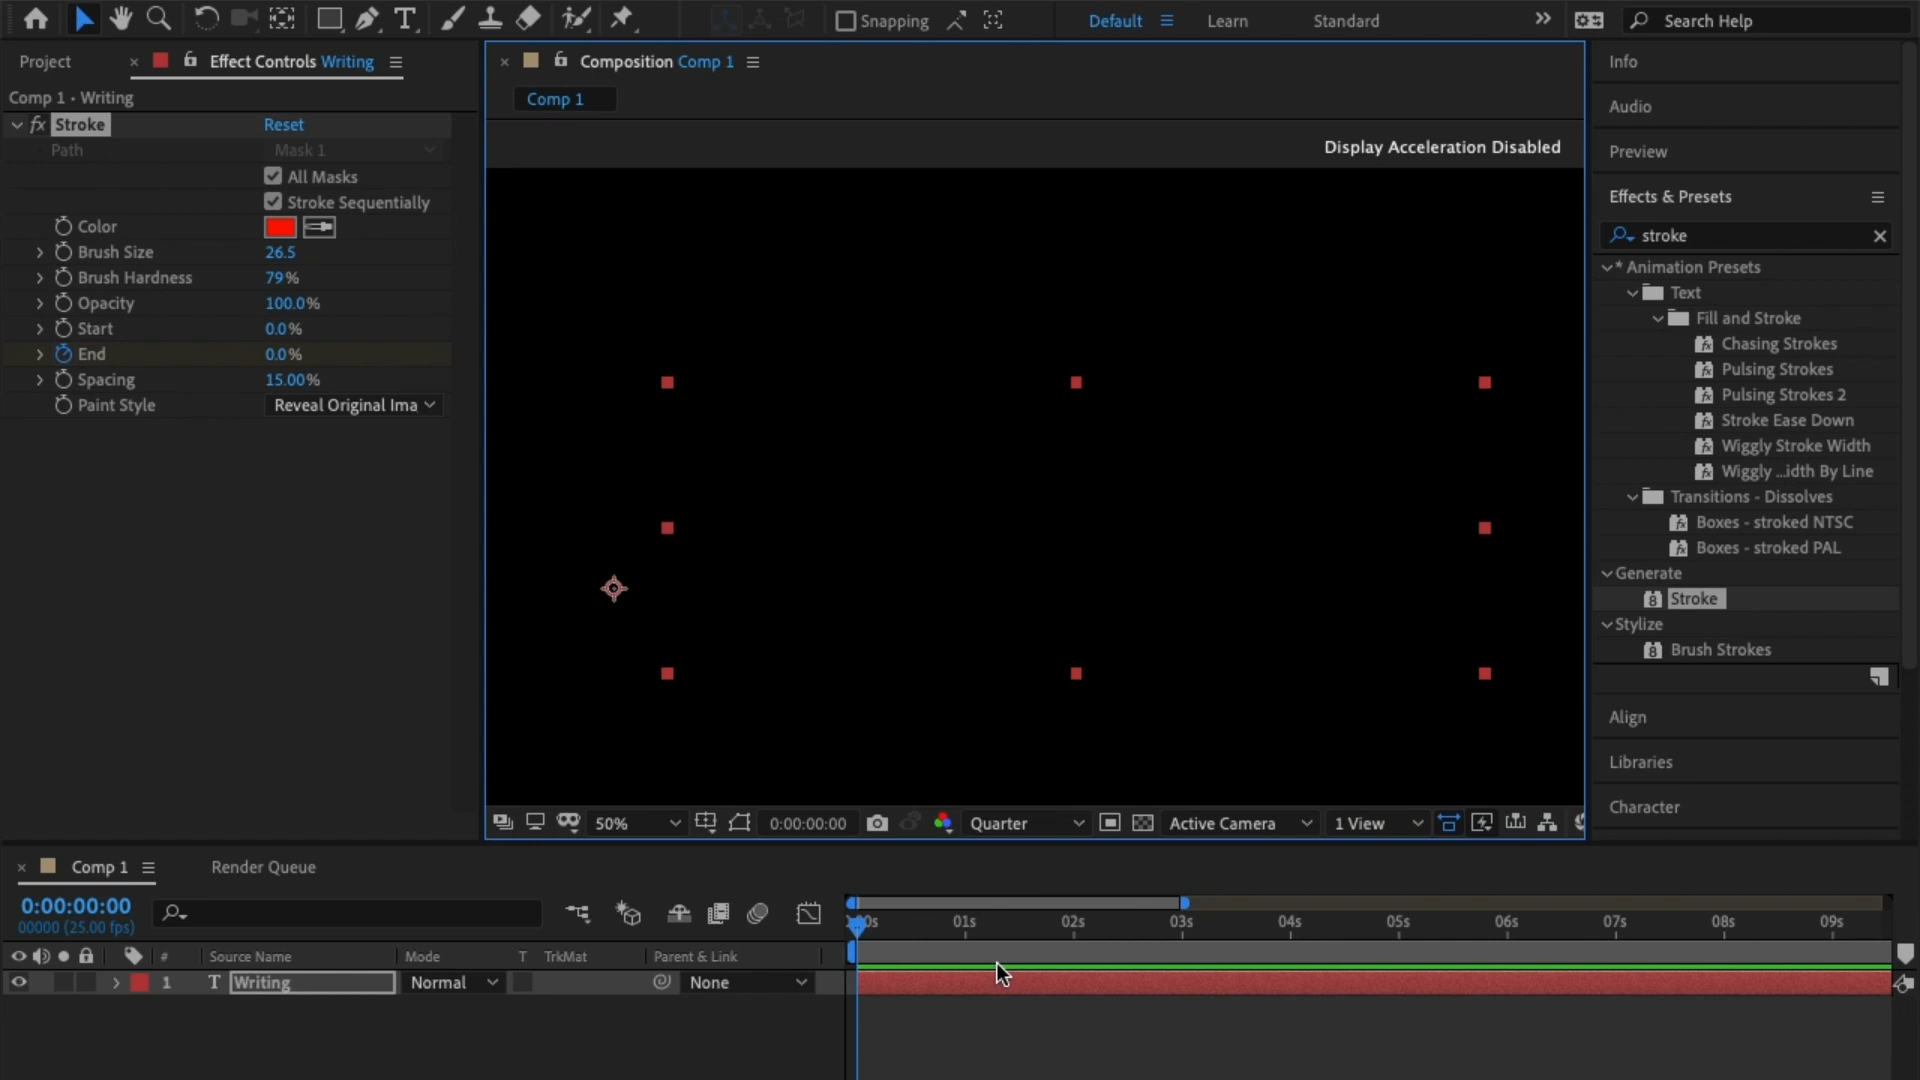 Snapping
Default
Learn
Standard
Search Help
Project
Effect Controls Writing
Comp 1 • Writing
fx Stroke
Reset
Path
Mask 1
All Masks
Stroke Sequentially
Color
Brush Size
26.5
Brush Hardness
79%
Opacity
100.0%
Start
0.0%
End
0.0%
Spacing
15.00%
Paint Style
Reveal Original Ima
Composition Comp 1
Comp 1
Display Acceleration Disabled
50%
0:00:00:00
Quarter
Active Camera
1 View
Info
Audio
Preview
Effects & Presets
stroke
* Animation Presets
Text
Fill and Stroke
Chasing Strokes
Pulsing Strokes
Pulsing Strokes 2
Stroke Ease Down
Wiggly Stroke Width
Wiggly ...idth By Line
Transitions - Dissolves
Boxes - stroked NTSC
Boxes - stroked PAL
Generate
Stroke
Stylize
Brush Strokes
Align
Libraries
Character
Comp 1
Render Queue
0:00:00:00
00000 (25.00 fps)
00s 01s 02s 03s 04s 05s 06s 07s 08s 09s
# Source Name Mode T TrkMat Parent & Link
1 T Writing Normal None